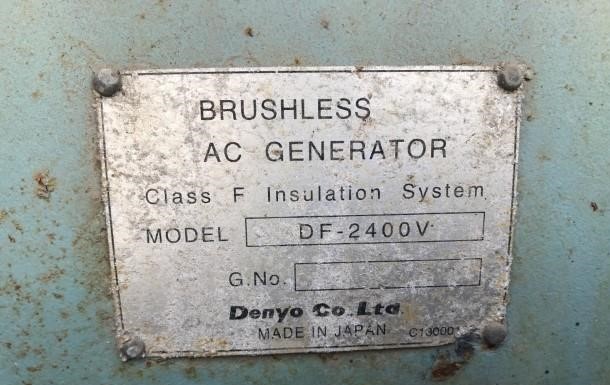 BRUSHLESS
AC GENERATOR
Class F Insulation System
MODEL DF-2400V
G.No.
Denyo Co. Ltd.
MADE IN JAPAN